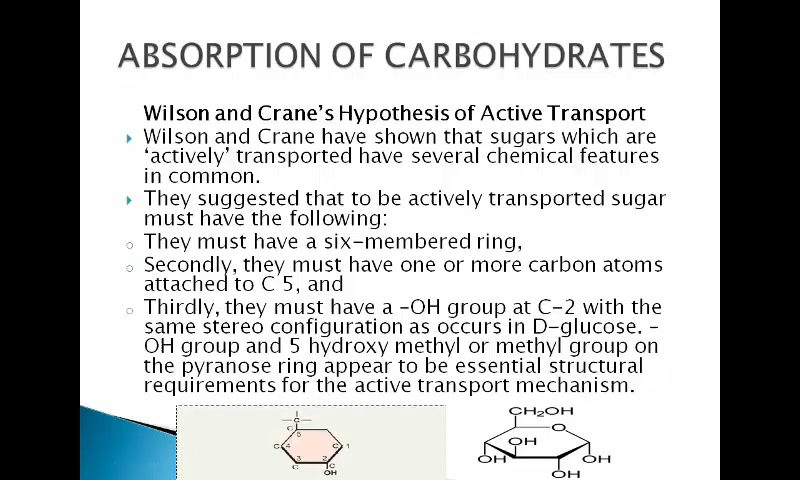 ABSORPTION OF CARBOHYDRATES
Wilson and Crane's Hypothesis of Active Transport
Wilson and Crane have shown that sugars which are
'actively' transported have several chemical features
in common.
They suggested that to be actively transported sugar
must have the following:
They must have a six-membered ring,
Secondly, they must have one or more carbon atoms
attached to C 5, and
Thirdly, they must have a -OH group at C-2 with the
same stereo configuration as occurs in D-glucose. -
OH group and 5 hydroxy methyl or methyl group on
the pyranose ring appear to be essential structural
requirements for the active transport mechanism.
C
C 5
C 4
C 1
3 2
C C
OH
CH2OH
O
OH
OH OH
OH